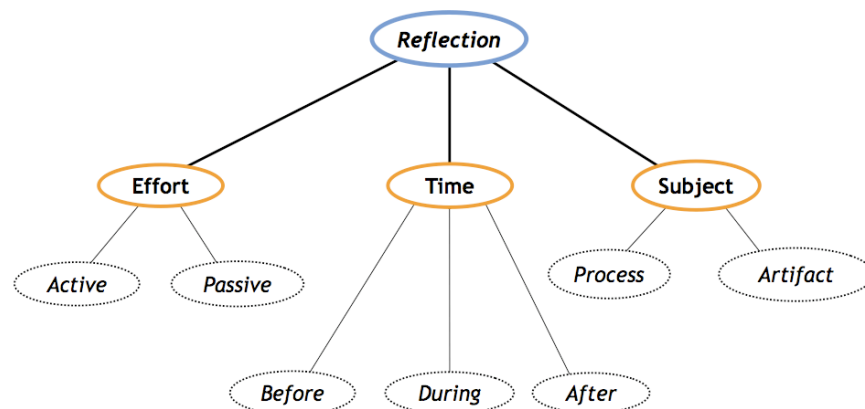 Reflection
Effort
Time
Subject
Active
Passive
Process
Artifact
Before
During
After